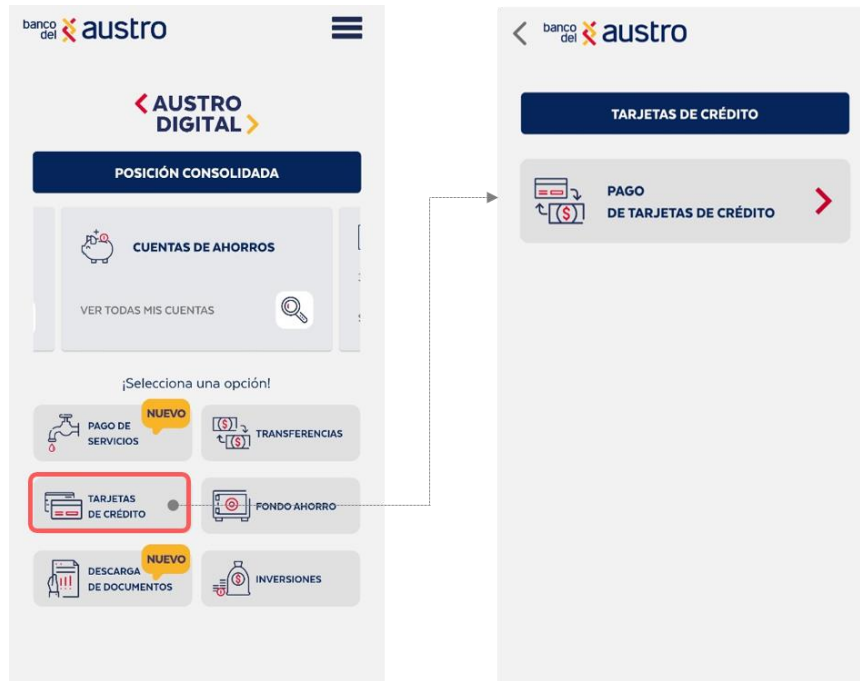 banco del austro
AUSTRO
DIGITAL
POSICIÓN CONSOLIDADA
CUENTAS DE AHORROS
VER TODAS MIS CUENTAS
¡Selecciona una opción!
NUEVO
PAGO DE
SERVICIOS
TRANSFERENCIAS
TARJETAS
DE CRÉDITO
FONDO AHORRO
NUEVO
DESCARGA
DE DOCUMENTOS
INVERSIONES
banco del austro
TARJETAS DE CRÉDITO
PAGO
DE TARJETAS DE CRÉDITO